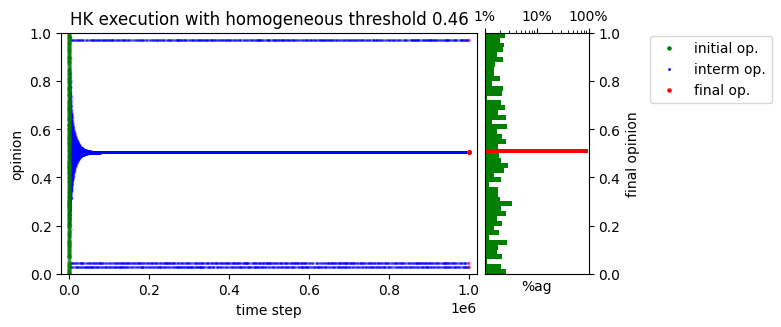 HK execution with homogeneous threshold 0.46
1% 10% 100%
1.0 1.0
0.8 0.8
0.6 0.6
0.4 0.4
0.2 0.2
0.0 0.0
opinion
final opinion
0.0 0.2 0.4 0.6 0.8 1.0
1e6
time step
%ag
initial op.
interm op.
final op.